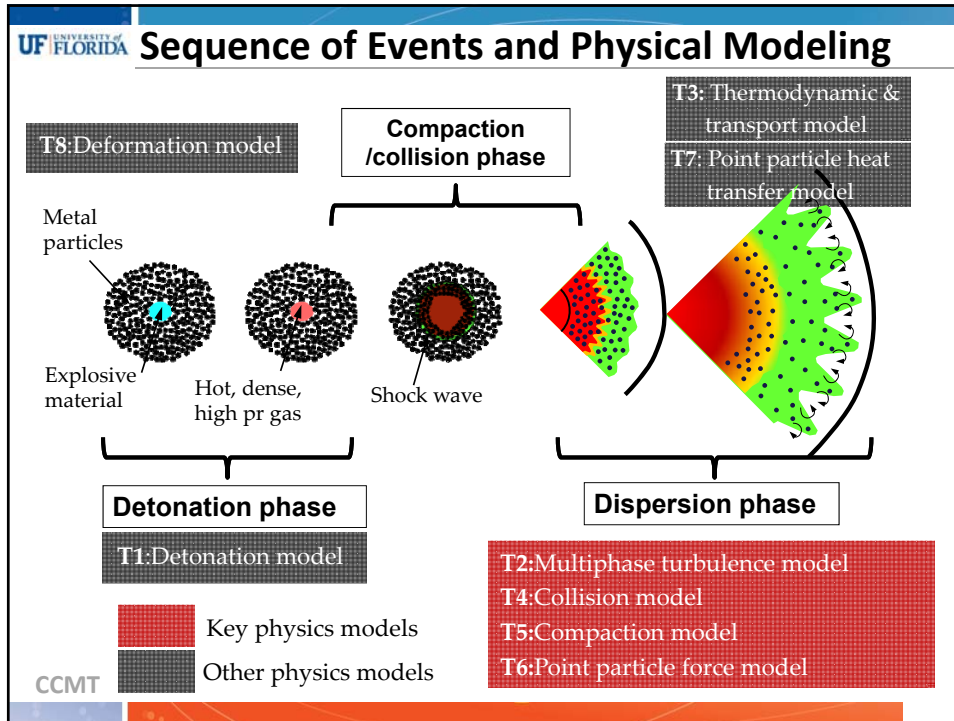 UF UNIVERSITY of FLORIDA
Sequence of Events and Physical Modeling
T3: Thermodynamic &
transport model
T7: Point particle heat
transfer model
T8:Deformation model
Compaction
/collision phase
Metal
particles
Explosive
material
Hot, dense,
high pr gas
Shock wave
Detonation phase
T1:Detonation model
Dispersion phase
T2:Multiphase turbulence model
T4:Collision model
T5:Compaction model
T6:Point particle force model
Key physics models
Other physics models
CCMT